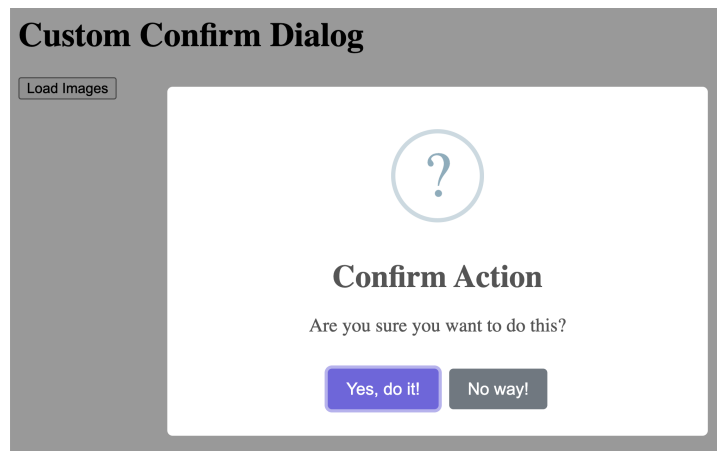 Custom Confirm Dialog
Load Images
?
Confirm Action
Are you sure you want to do this?
Yes, do it! No way!